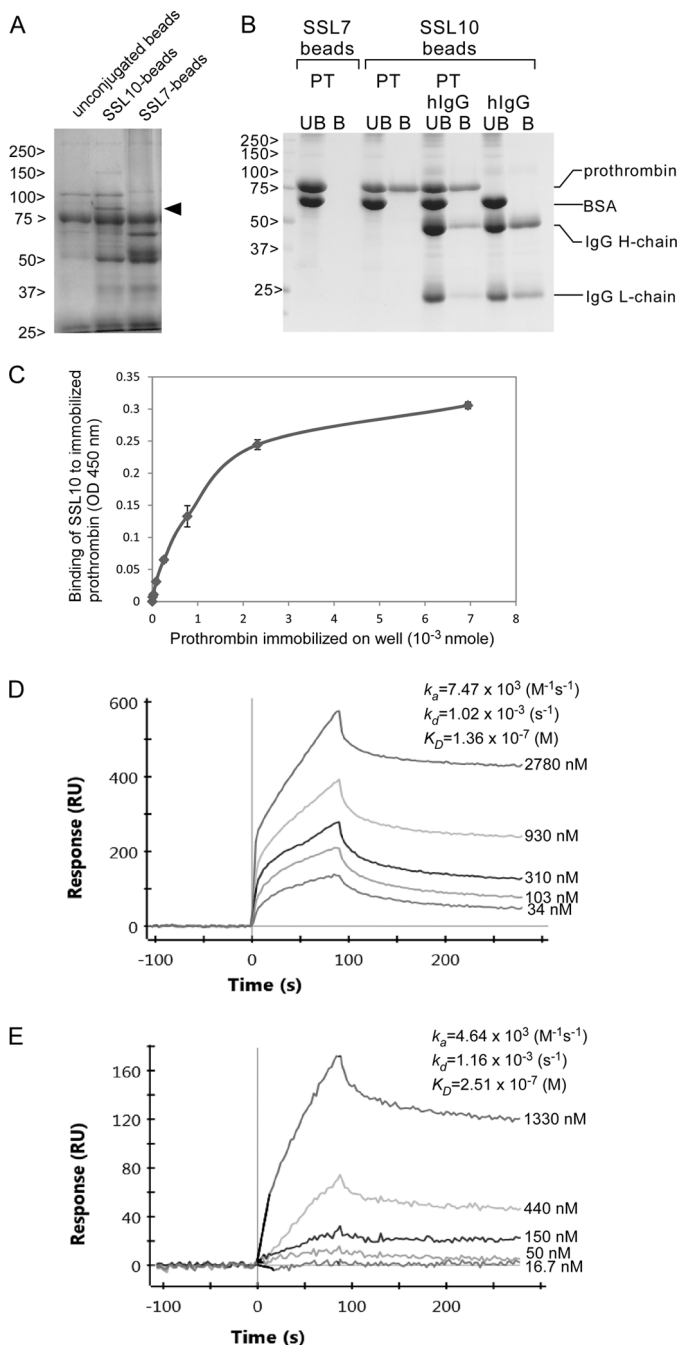 A
unconjugated beads
SSL10-beads
SSL7-beads
250>
150>
100>
75 >
50>
37>
25>
B
SSL7 beads
SSL10 beads
PT
PT
PT
hIgG
hIgG
UB B UB B UB B UB B
250>
150>
100>
75>
50>
37>
25>
prothrombin
BSA
IgG H-chain
IgG L-chain
C
Binding of SSL10 to immobilized prothrombin (OD 450 nm)
0.35
0.3
0.25
0.2
0.15
0.1
0.05
0
0 1 2 3 4 5 6 7 8
Prothrombin immobilized on well (10⁻³ nmole)
D
kₐ=7.47 x 10³ (M⁻¹s⁻¹)
k_d=1.02 x 10⁻³ (s⁻¹)
K_D=1.36 x 10⁻⁷ (M)
Response (RU)
600
400
200
0
2780 nM
930 nM
310 nM
103 nM
34 nM
-100 0 100 200
Time (s)
E
kₐ=4.64 x 10³ (M⁻¹s⁻¹)
k_d=1.16 x 10⁻³ (s⁻¹)
K_D=2.51 x 10⁻⁷ (M)
Response (RU)
160
120
80
40
0
1330 nM
440 nM
150 nM
50 nM
16.7 nM
-100 0 100 200
Time (s)